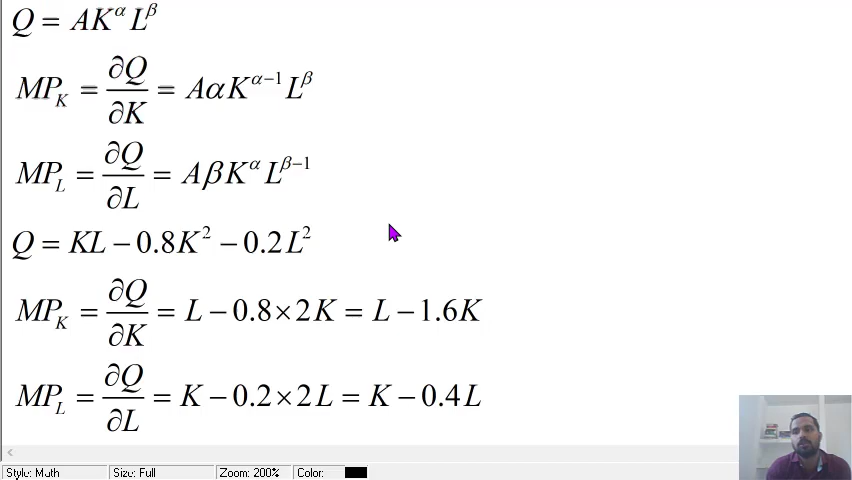 Q = AK^α L^β
MP_K = ∂Q/∂K = AαK^(α−1) L^β
MP_L = ∂Q/∂L = AβK^α L^(β−1)
Q = KL − 0.8K² − 0.2L²
MP_K = ∂Q/∂K = L − 0.8×2K = L − 1.6K
MP_L = ∂Q/∂L = K − 0.2×2L = K − 0.4L
Style: Math Size: Full Zoom: 200% Color: